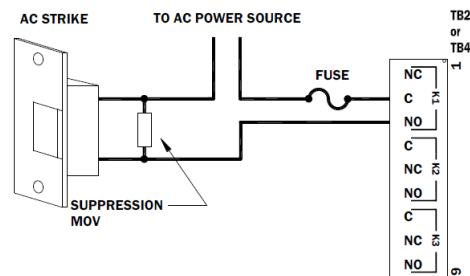 AC STRIKE
TO AC POWER SOURCE
TB2
or
TB4
1
FUSE
NC
C
NO
K1
C
NC
NO
K2
C
NC
NO
K3
9
SUPPRESSION
MOV